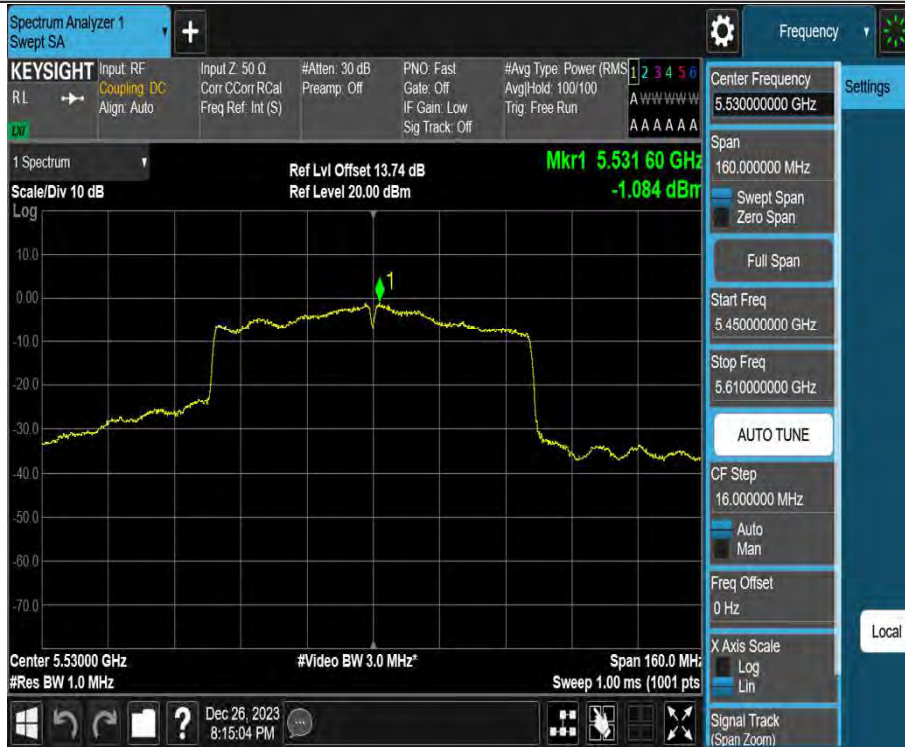 Spectrum Analyzer 1
Swept SA
+
Frequency
KEYSIGHT
RL
LXI
Input: RF
Coupling: DC
Align: Auto
Input Z: 50 Ω
Corr CCorr RCal
Freq Ref: Int (S)
#Atten: 30 dB
Preamp: Off
PNO: Fast
Gate: Off
IF Gain: Low
Sig Track: Off
#Avg Type: Power (RMS
Avg|Hold: 100/100
Trig: Free Run
1 2 3 4 5 6
A W W W W W
A A A A A A
1 Spectrum
Scale/Div 10 dB
Log
Ref Lvl Offset 13.74 dB
Ref Level 20.00 dBm
Mkr1 5.531 60 GHz
-1.084 dBm
10.0
0.00
-10.0
-20.0
-30.0
-40.0
-50.0
-60.0
-70.0
1
Center 5.53000 GHz
#Res BW 1.0 MHz
#Video BW 3.0 MHz*
Span 160.0 MHz
Sweep 1.00 ms (1001 pts
?
Dec 26, 2023
8:15:04 PM
Center Frequency
5.530000000 GHz
Settings
Span
160.000000 MHz
Swept Span
Zero Span
Full Span
Start Freq
5.450000000 GHz
Stop Freq
5.610000000 GHz
AUTO TUNE
CF Step
16.000000 MHz
Auto
Man
Freq Offset
0 Hz
Local
X Axis Scale
Log
Lin
Signal Track
(Span Zoom)